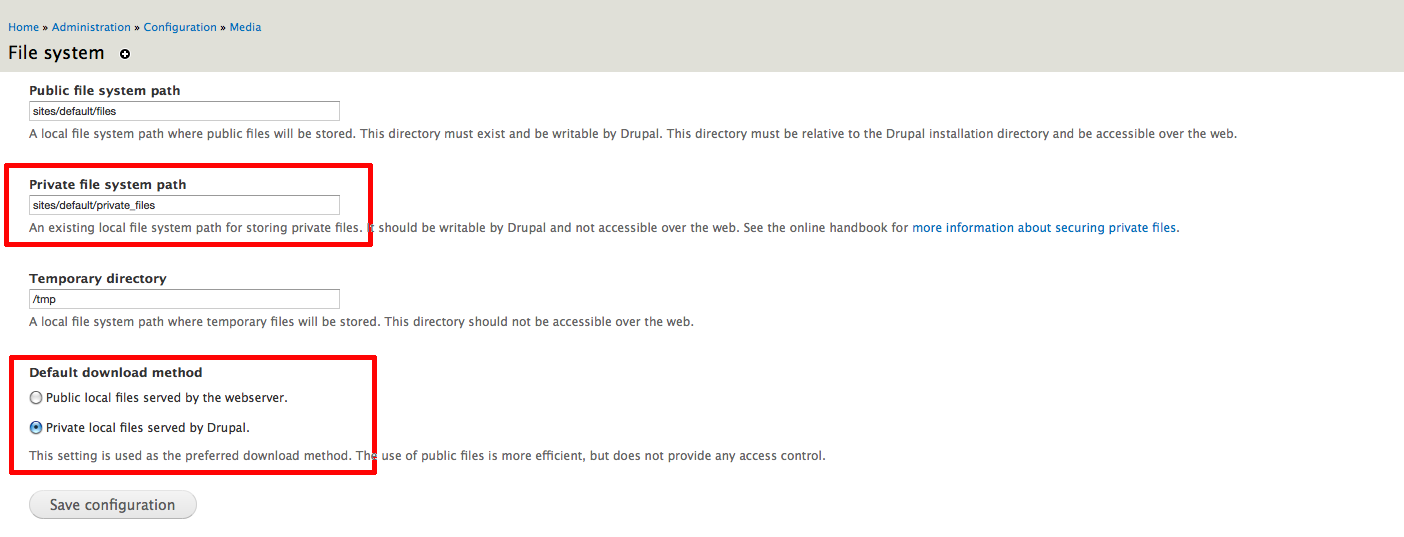 Home » Administration » Configuration » Media
File system
Public file system path
sites/default/files
A local file system path where public files will be stored. This directory must exist and be writable by Drupal. This directory must be relative to the Drupal installation directory and be accessible over the web.
Private file system path
sites/default/private_files
An existing local file system path for storing private files. It should be writable by Drupal and not accessible over the web. See the online handbook for more information about securing private files.
Temporary directory
/tmp
A local file system path where temporary files will be stored. This directory should not be accessible over the web.
Default download method
Public local files served by the webserver.
Private local files served by Drupal.
This setting is used as the preferred download method. The use of public files is more efficient, but does not provide any access control.
Save configuration